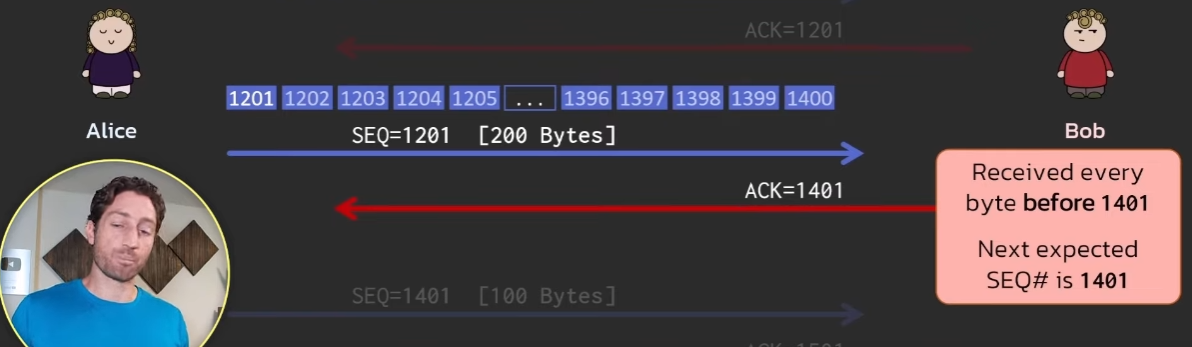 ACK=1201
1201 1202 1203 1204 1205 ... 1396 1397 1398 1399 1400
Alice
SEQ=1201 [200 Bytes]
Bob
ACK=1401
Received every
byte before 1401
Next expected
SEQ# is 1401
SEQ=1401 [100 Bytes]